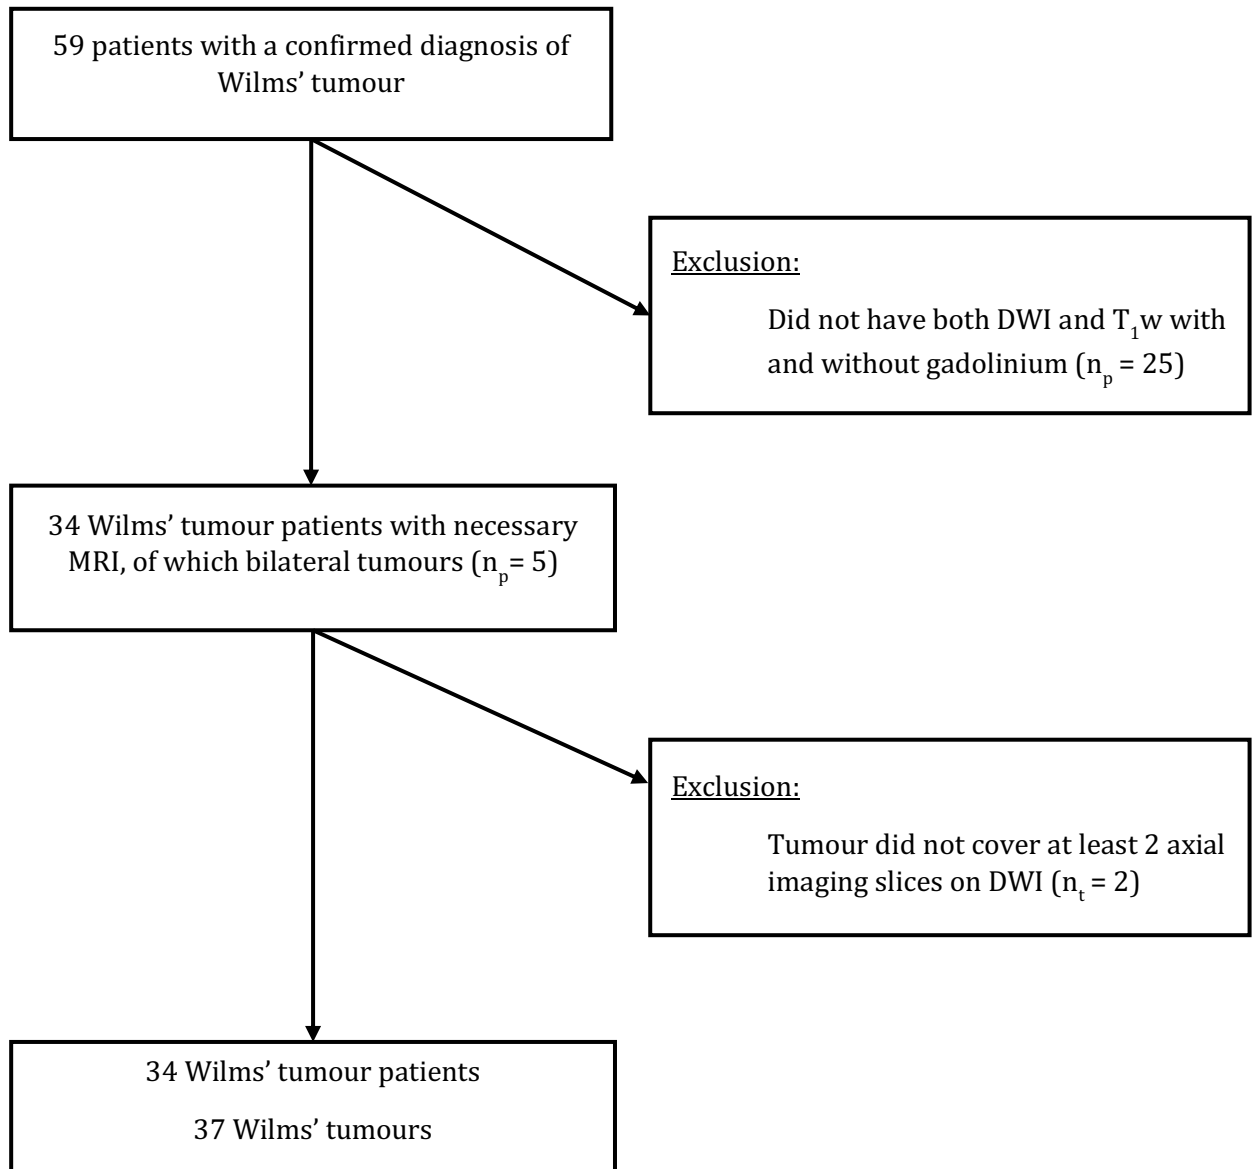 59 patients with a confirmed diagnosis of
Wilms’ tumour
Exclusion:
Did not have both DWI and T₁w with
and without gadolinium (nₚ = 25)
34 Wilms’ tumour patients with necessary
MRI, of which bilateral tumours (nₚ= 5)
Exclusion:
Tumour did not cover at least 2 axial
imaging slices on DWI (nₜ = 2)
34 Wilms’ tumour patients
37 Wilms’ tumours